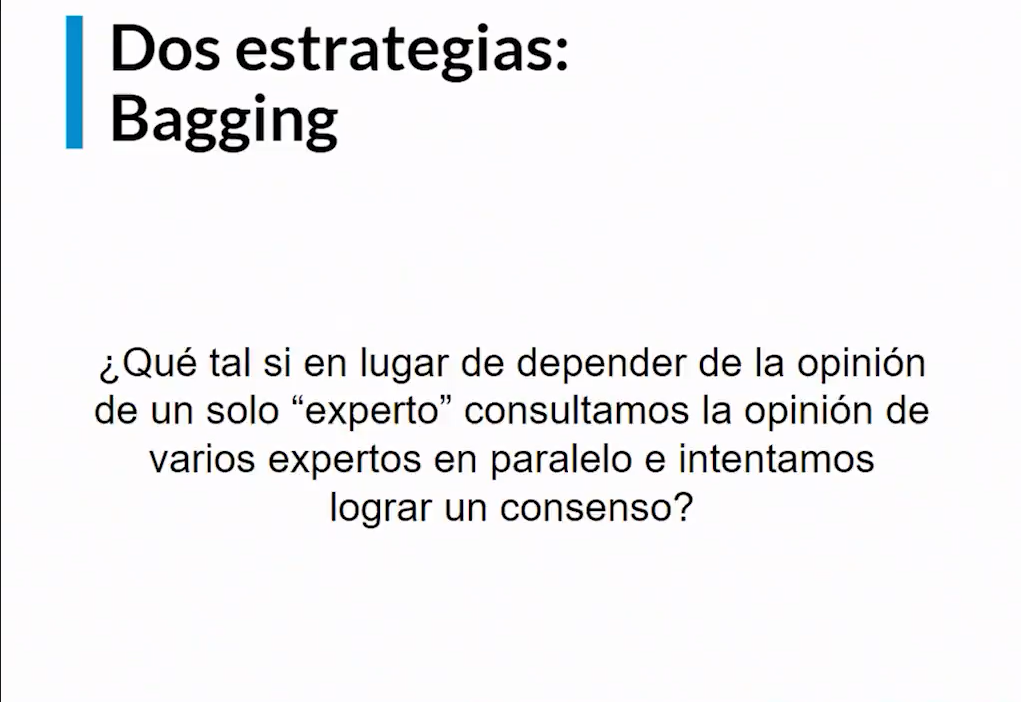 Dos estrategias:
Bagging
¿Qué tal si en lugar de depender de la opinión
de un solo “experto” consultamos la opinión de
varios expertos en paralelo e intentamos
lograr un consenso?